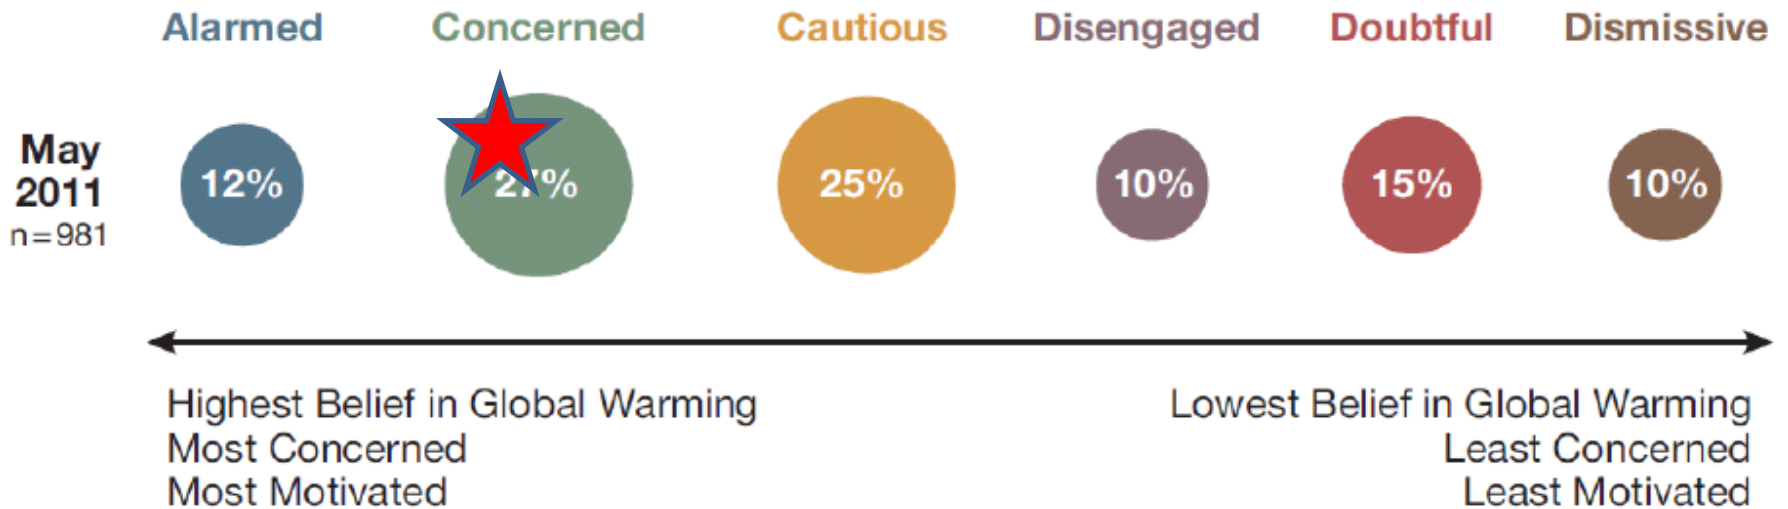 Alarmed Concerned Cautious Disengaged Doubtful Dismissive
May
2011
n=981
12% 27% 25% 10% 15% 10%
Highest Belief in Global Warming
Most Concerned
Most Motivated
Lowest Belief in Global Warming
Least Concerned
Least Motivated